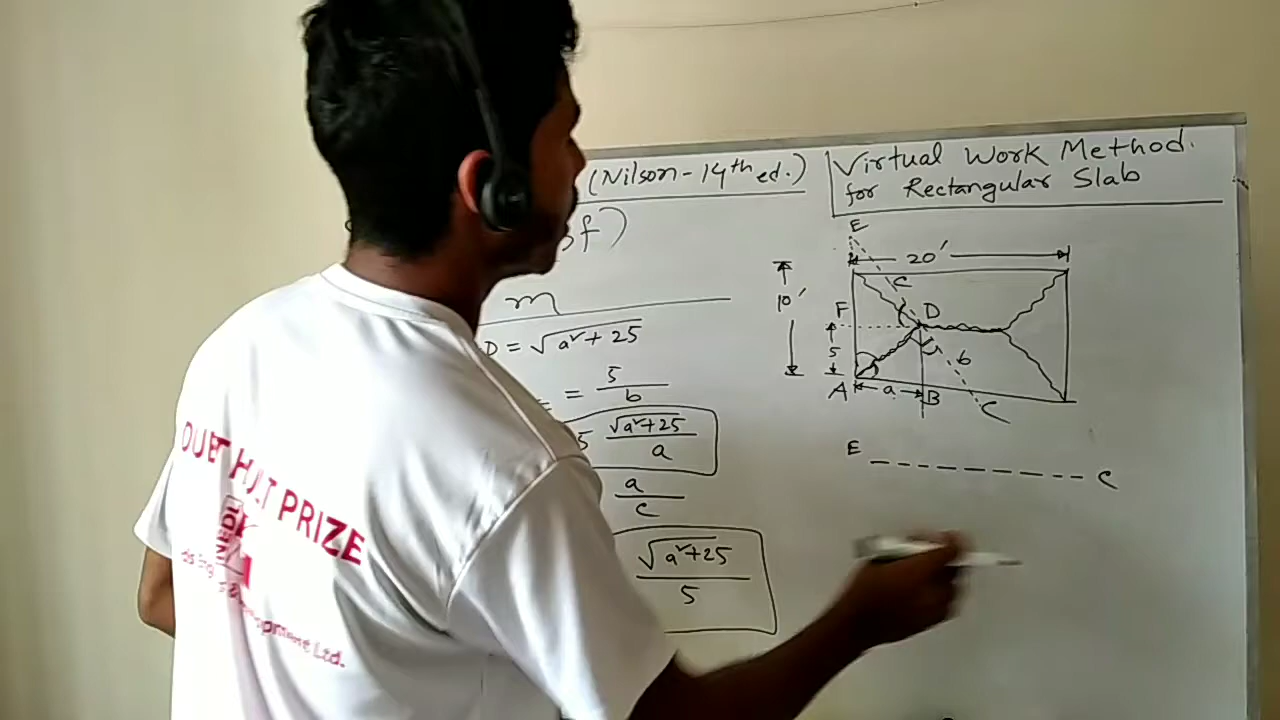 (Nilson-14th ed.)
Virtual Work Method.
for Rectangular Slab
sf)
m
D = √a²+25
= 5/b
5 √a²+25/a
a/c
√a²+25/5
E
20'
c
10'
F
D
5
b
A
a
B
C
E
C
HULT PRIZE